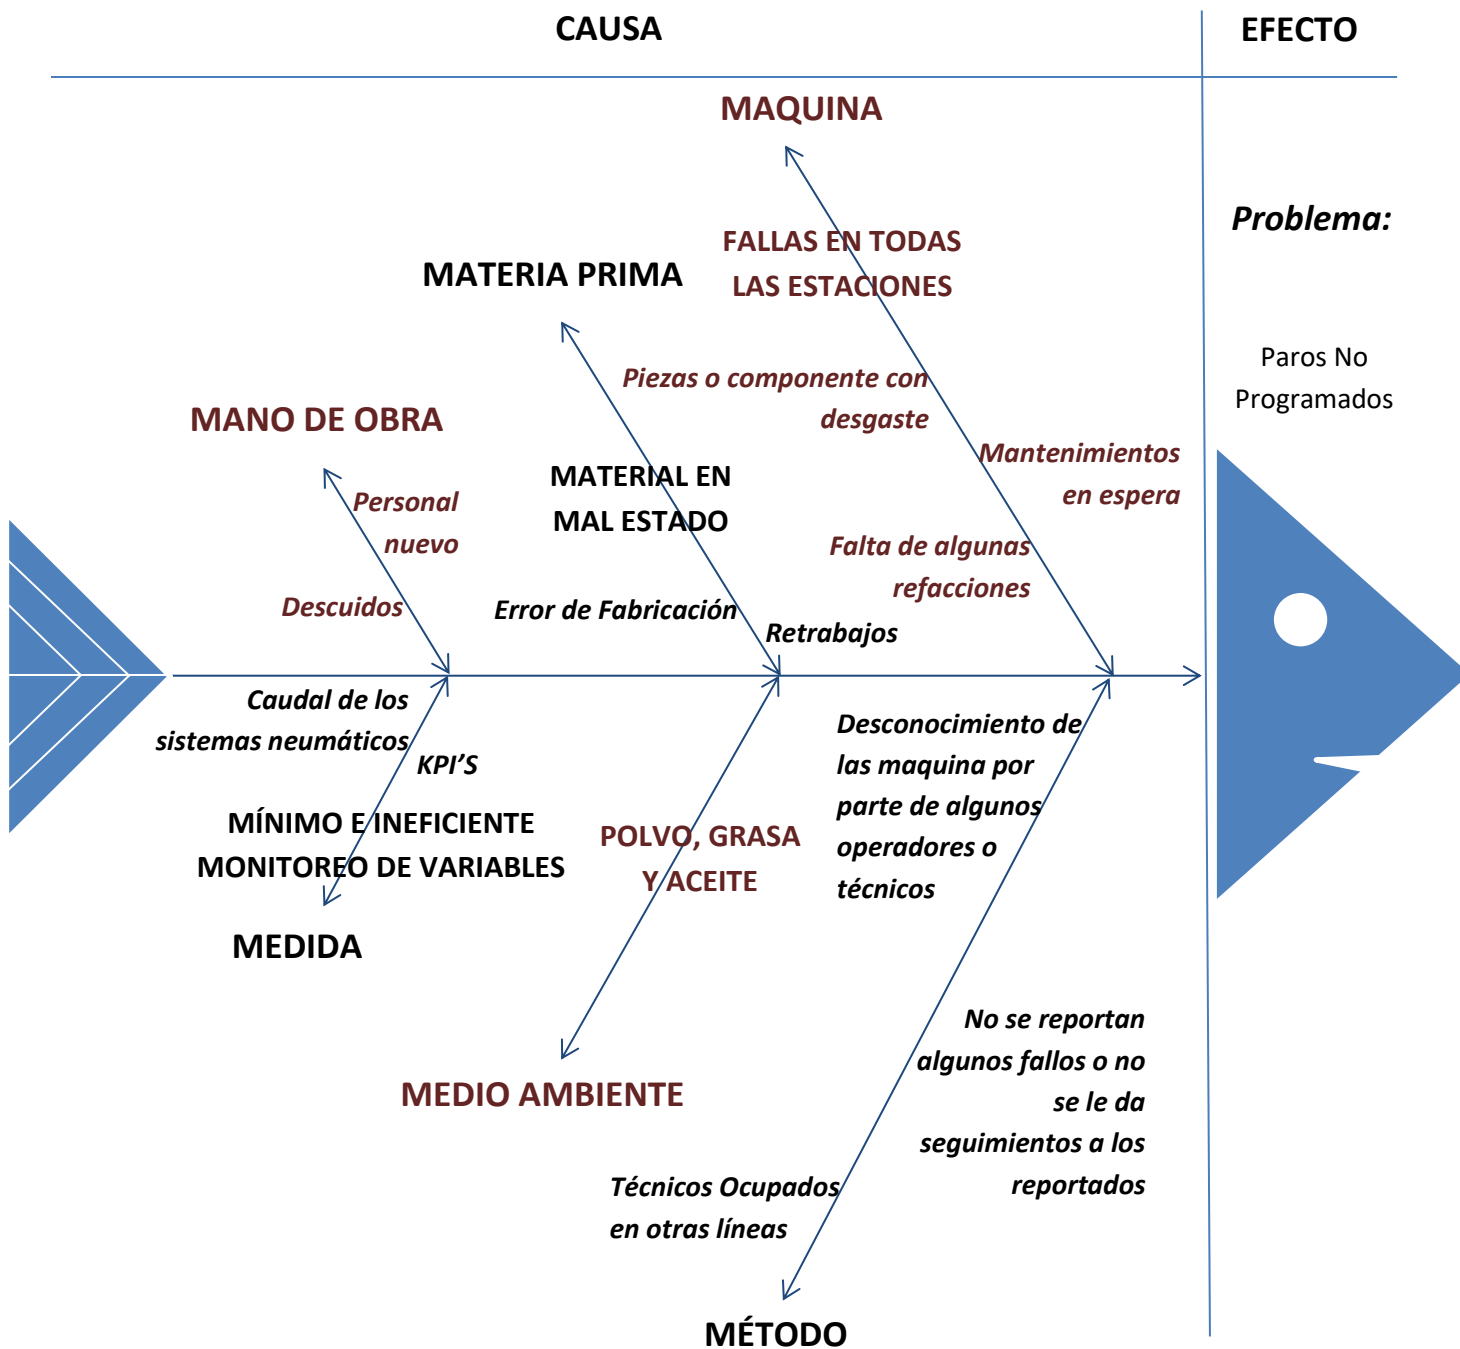 CAUSA
EFECTO
MAQUINA
Problema:
FALLAS EN TODAS
LAS ESTACIONES
MATERIA PRIMA
Paros No
Programados
Piezas o componente con
desgaste
MANO DE OBRA
Mantenimientos
en espera
MATERIAL EN
MAL ESTADO
Personal
nuevo
Falta de algunas
refacciones
Descuidos
Error de Fabricación
Retrabajos
Caudal de los
sistemas neumáticos
KPI’S
MÍNIMO E INEFICIENTE
MONITOREO DE VARIABLES
MEDIDA
POLVO, GRASA
Y ACEITE
MEDIO AMBIENTE
Desconocimiento de
las maquina por
parte de algunos
operadores o
técnicos
No se reportan
algunos fallos o no
se le da
seguimientos a los
reportados
Técnicos Ocupados
en otras líneas
MÉTODO